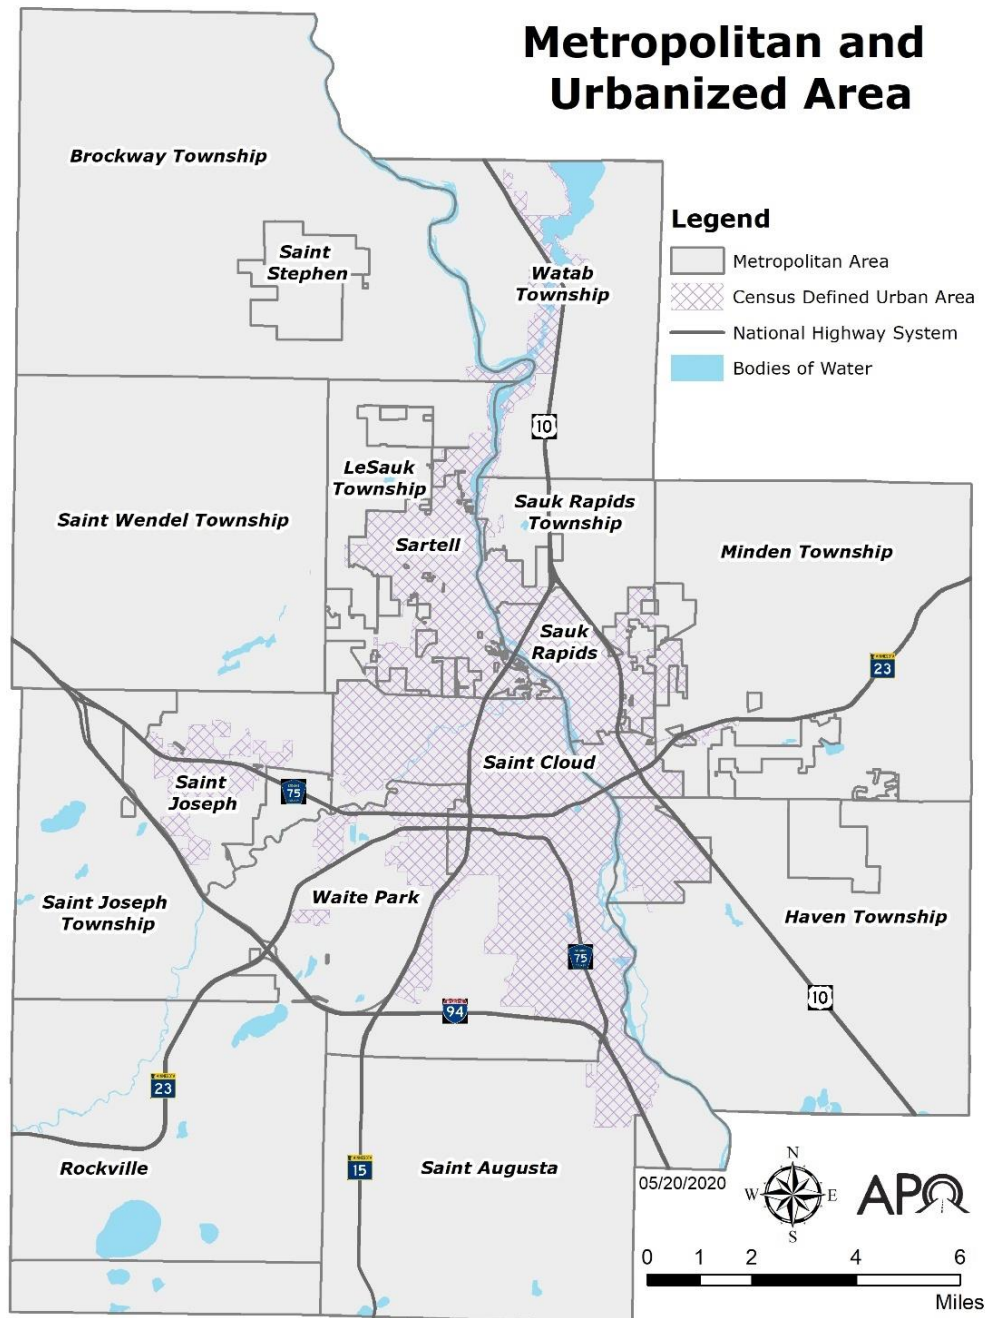 Metropolitan and
Urbanized Area
Brockway Township
Saint
Stephen
Watab
Township
Legend
Metropolitan Area
Census Defined Urban Area
National Highway System
Bodies of Water
10
LeSauk
Township
Saint Wendel Township
Sartell
Sauk Rapids
Township
Minden Township
Sauk
Rapids
23
Saint Cloud
Saint
Joseph
75
Waite Park
Saint Joseph
Township
Haven Township
75
10
94
23
15
Rockville
Saint Augusta
05/20/2020
N
W
E
S
APO
0 1 2 4 6
Miles